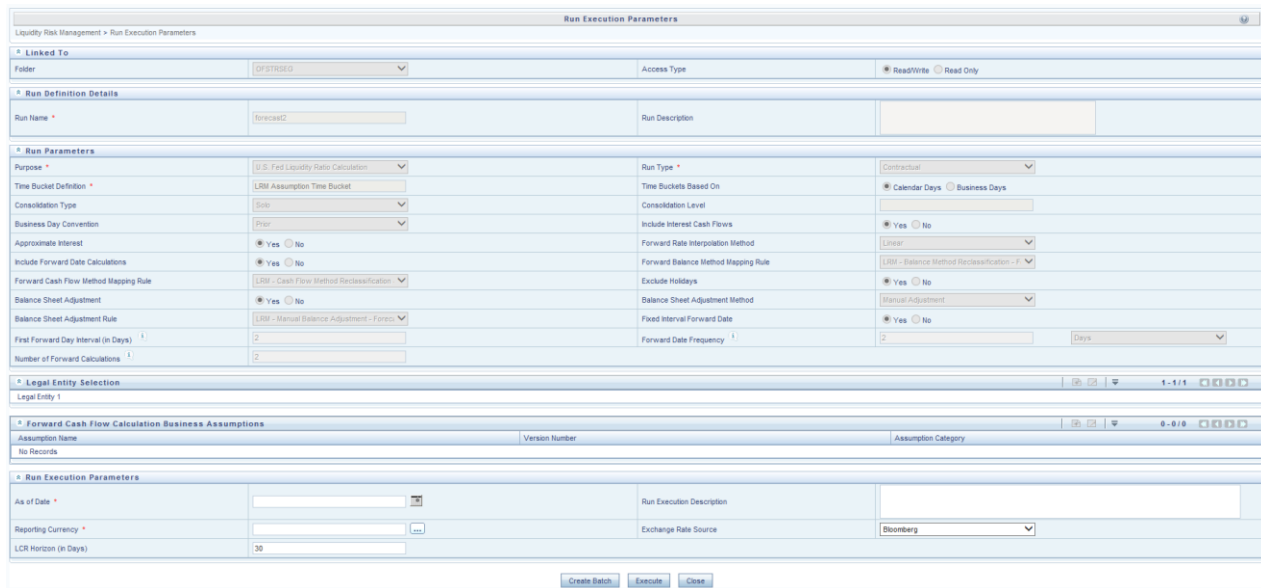 Run Execution Parameters
Liquidity Risk Management > Run Execution Parameters
Linked To
Folder OFSTRSEG Access Type Read/Write Read Only
Run Definition Details
Run Name * forecast2 Run Description
Run Parameters
Purpose * U.S. Fed Liquidity Ratio Calculation Run Type * Contractual
Time Bucket Definition * LRM Assumption Time Bucket Time Buckets Based On Calendar Days Business Days
Consolidation Type Solo Consolidation Level
Business Day Convention Prior Include Interest Cash Flows Yes No
Approximate Interest Yes No Forward Rate Interpolation Method Linear
Include Forward Date Calculations Yes No Forward Balance Method Mapping Rule LRM - Balance Method Reclassification - F
Forward Cash Flow Method Mapping Rule LRM - Cash Flow Method Reclassification Exclude Holidays Yes No
Balance Sheet Adjustment Yes No Balance Sheet Adjustment Method Manual Adjustment
Balance Sheet Adjustment Rule LRM - Manual Balance Adjustment - Forec Fixed Interval Forward Date Yes No
First Forward Day Interval (in Days) 2 Forward Date Frequency 2 Days
Number of Forward Calculations 2
Legal Entity Selection 1 - 1 / 1
Legal Entity 1
Forward Cash Flow Calculation Business Assumptions 0 - 0 / 0
Assumption Name Version Number Assumption Category
No Records
Run Execution Parameters
As of Date * Run Execution Description
Reporting Currency * ... Exchange Rate Source Bloomberg
LCR Horizon (in Days) 30
Create Batch Execute Close